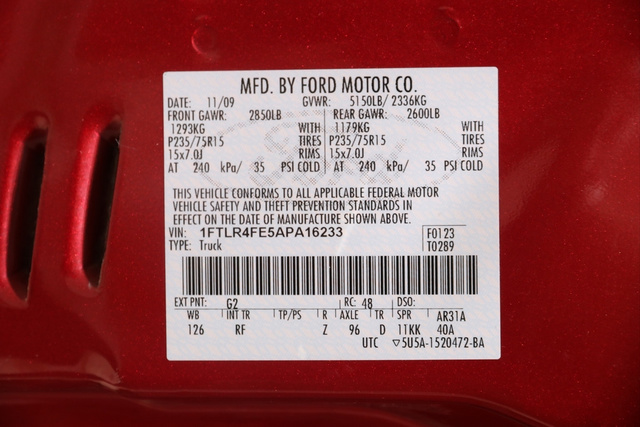 MFD. BY FORD MOTOR CO.
DATE: 11/09 GVWR: 5150LB/ 2336KG
FRONT GAWR: 2850LB REAR GAWR: 2600LB
1293KG WITH 1179KG WITH
P235/75R15 TIRES P235/75R15 TIRES
15x7.0J RIMS 15x7.0J RIMS
AT 240 kPa/ 35 PSI COLD AT 240 kPa/ 35 PSI COLD
THIS VEHICLE CONFORMS TO ALL APPLICABLE FEDERAL MOTOR
VEHICLE SAFETY AND THEFT PREVENTION STANDARDS IN
EFFECT ON THE DATE OF MANUFACTURE SHOWN ABOVE.
VIN: 1FTLR4FE5APA16233 F0123
TYPE: Truck T0289
EXT PNT: G2 RC: 48 DSO:
WB INT TR TP/PS R AXLE TR SPR AR31A
126 RF Z 96 D 11KK 40A
UTC ▽5U5A-1520472-BA